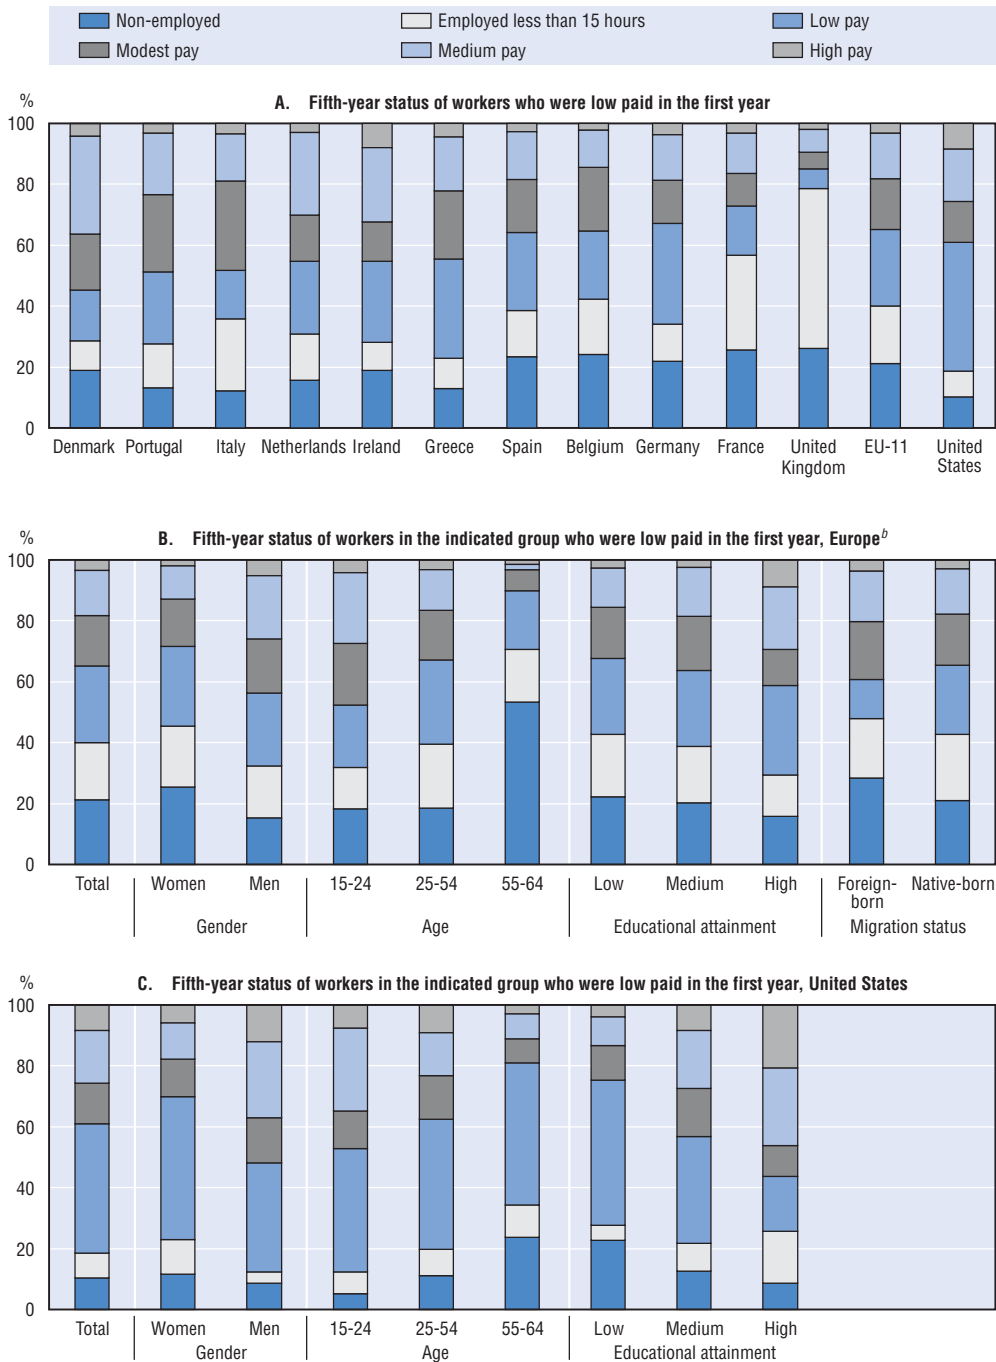 Non-employed Employed less than 15 hours Low pay
Modest pay Medium pay High pay
%
A. Fifth-year status of workers who were low paid in the first year
100
80
60
40
20
0
Denmark Portugal Italy Netherlands Ireland Greece Spain Belgium Germany France United Kingdom EU-11 United States
%
B. Fifth-year status of workers in the indicated group who were low paid in the first year, Europe b
100
80
60
40
20
0
Total Women Men 15-24 25-54 55-64 Low Medium High Foreign-born Native-born
Gender Age Educational attainment Migration status
%
C. Fifth-year status of workers in the indicated group who were low paid in the first year, United States
100
80
60
40
20
0
Total Women Men 15-24 25-54 55-64 Low Medium High
Gender Age Educational attainment